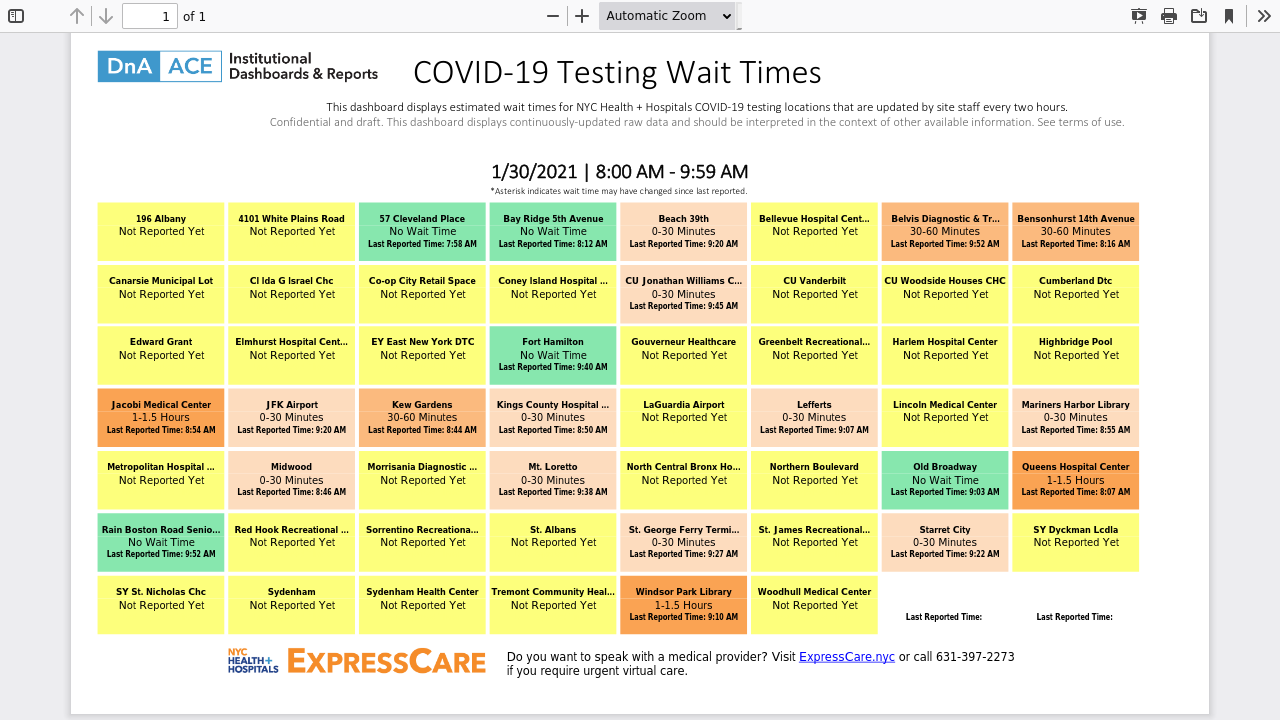 1 of 1 Automatic Zoom
DnA ACE Institutional
Dashboards & Reports
COVID-19 Testing Wait Times
This dashboard displays estimated wait times for NYC Health + Hospitals COVID-19 testing locations that are updated by site staff every two hours.
Confidential and draft. This dashboard displays continuously-updated raw data and should be interpreted in the context of other available information. See terms of use.
1/30/2021 | 8:00 AM - 9:59 AM
*Asterisk indicates wait time may have changed since last reported.
196 Albany
Not Reported Yet
4101 White Plains Road
Not Reported Yet
57 Cleveland Place
No Wait Time
Last Reported Time: 7:58 AM
Bay Ridge 5th Avenue
No Wait Time
Last Reported Time: 8:12 AM
Beach 39th
0-30 Minutes
Last Reported Time: 9:20 AM
Bellevue Hospital Cent...
Not Reported Yet
Belvis Diagnostic & Tr...
30-60 Minutes
Last Reported Time: 9:52 AM
Bensonhurst 14th Avenue
30-60 Minutes
Last Reported Time: 8:16 AM
Canarsie Municipal Lot
Not Reported Yet
Cl Ida G Israel Chc
Not Reported Yet
Co-op City Retail Space
Not Reported Yet
Coney Island Hospital ...
Not Reported Yet
CU Jonathan Williams C...
0-30 Minutes
Last Reported Time: 9:45 AM
CU Vanderbilt
Not Reported Yet
CU Woodside Houses CHC
Not Reported Yet
Cumberland Dtc
Not Reported Yet
Edward Grant
Not Reported Yet
Elmhurst Hospital Cent...
Not Reported Yet
EY East New York DTC
Not Reported Yet
Fort Hamilton
No Wait Time
Last Reported Time: 9:40 AM
Gouverneur Healthcare
Not Reported Yet
Greenbelt Recreational...
Not Reported Yet
Harlem Hospital Center
Not Reported Yet
Highbridge Pool
Not Reported Yet
Jacobi Medical Center
1-1.5 Hours
Last Reported Time: 8:54 AM
JFK Airport
0-30 Minutes
Last Reported Time: 9:20 AM
Kew Gardens
30-60 Minutes
Last Reported Time: 8:44 AM
Kings County Hospital ...
0-30 Minutes
Last Reported Time: 8:50 AM
LaGuardia Airport
Not Reported Yet
Lefferts
0-30 Minutes
Last Reported Time: 9:07 AM
Lincoln Medical Center
Not Reported Yet
Mariners Harbor Library
0-30 Minutes
Last Reported Time: 8:55 AM
Metropolitan Hospital ...
Not Reported Yet
Midwood
0-30 Minutes
Last Reported Time: 8:46 AM
Morrisania Diagnostic ...
Not Reported Yet
Mt. Loretto
0-30 Minutes
Last Reported Time: 9:38 AM
North Central Bronx Ho...
Not Reported Yet
Northern Boulevard
Not Reported Yet
Old Broadway
No Wait Time
Last Reported Time: 9:03 AM
Queens Hospital Center
1-1.5 Hours
Last Reported Time: 8:07 AM
Rain Boston Road Senio...
No Wait Time
Last Reported Time: 9:52 AM
Red Hook Recreational ...
Not Reported Yet
Sorrentino Recreationa...
Not Reported Yet
St. Albans
Not Reported Yet
St. George Ferry Termi...
0-30 Minutes
Last Reported Time: 9:27 AM
St. James Recreational...
Not Reported Yet
Starret City
0-30 Minutes
Last Reported Time: 9:22 AM
SY Dyckman Lcdla
Not Reported Yet
SY St. Nicholas Chc
Not Reported Yet
Sydenham
Not Reported Yet
Sydenham Health Center
Not Reported Yet
Tremont Community Heal...
Not Reported Yet
Windsor Park Library
1-1.5 Hours
Last Reported Time: 9:10 AM
Woodhull Medical Center
Not Reported Yet
Last Reported Time:
Last Reported Time:
NYC
HEALTH+
HOSPITALS
EXPRESSCARE
Do you want to speak with a medical provider? Visit ExpressCare.nyc or call 631-397-2273
if you require urgent virtual care.